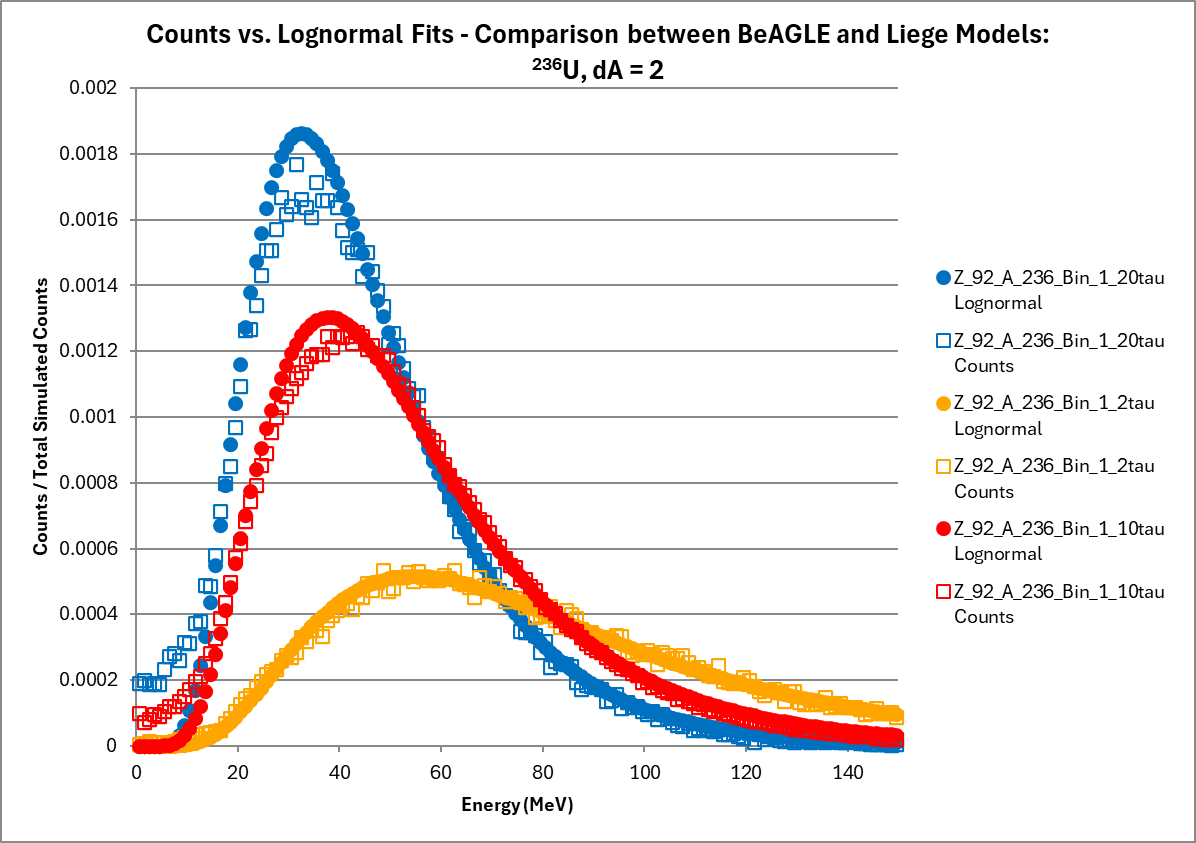 Counts vs. Lognormal Fits - Comparison between BeAGLE and Liege Models:
²³⁶U, dA = 2
0.002
0.0018
0.0016
0.0014
0.0012
0.001
0.0008
0.0006
0.0004
0.0002
0
Counts / Total Simulated Counts
0 20 40 60 80 100 120 140
Energy (MeV)
Z_92_A_236_Bin_1_20tau
Lognormal
Z_92_A_236_Bin_1_20tau
Counts
Z_92_A_236_Bin_1_2tau
Lognormal
Z_92_A_236_Bin_1_2tau
Counts
Z_92_A_236_Bin_1_10tau
Lognormal
Z_92_A_236_Bin_1_10tau
Counts